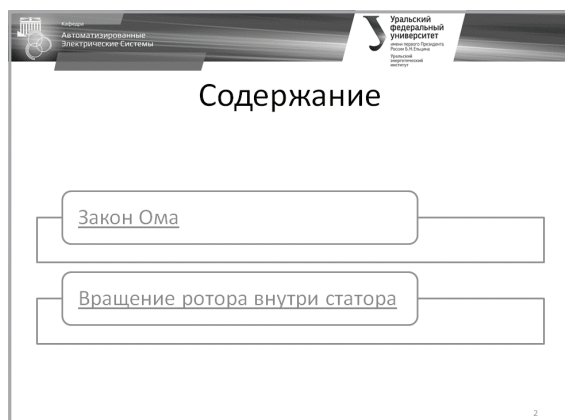 Кафедра
Автоматизированные
Электрические Системы
Уральский
федеральный
университет
имени первого Президента
России Б.Н.Ельцина
Уральский
энергетический
институт
Содержание
Закон Ома
Вращение ротора внутри статора
2